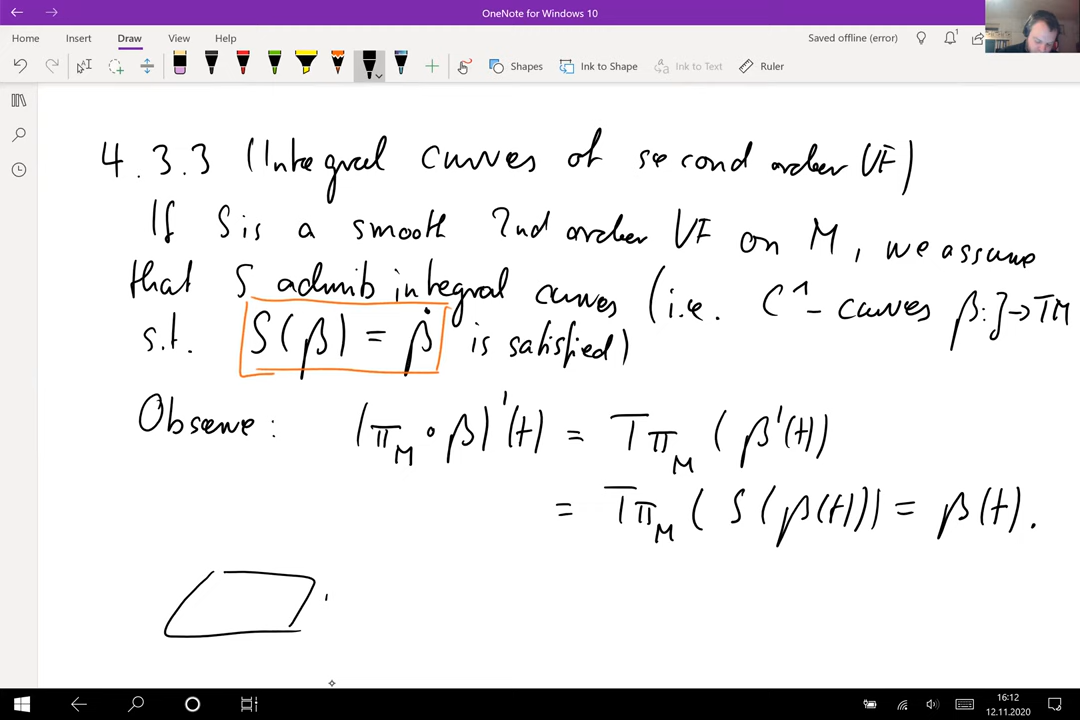 OneNote for Windows 10
Home Insert Draw View Help Saved offline (error)
Shapes Ink to Shape Ink to Text Ruler
4.3.3 (Integral curves of second order VF)
If S is a smooth 2nd order VF on M, we assume
that S admits integral curves (i.e. C^1-curves β: J → TM
s.t. S(β) = β̇ is satisfied)
Observe: (π_M ∘ β)'(t) = Tπ_M (β'(t))
= Tπ_M (S(β(t))) = β(t).
16:12
12.11.2020